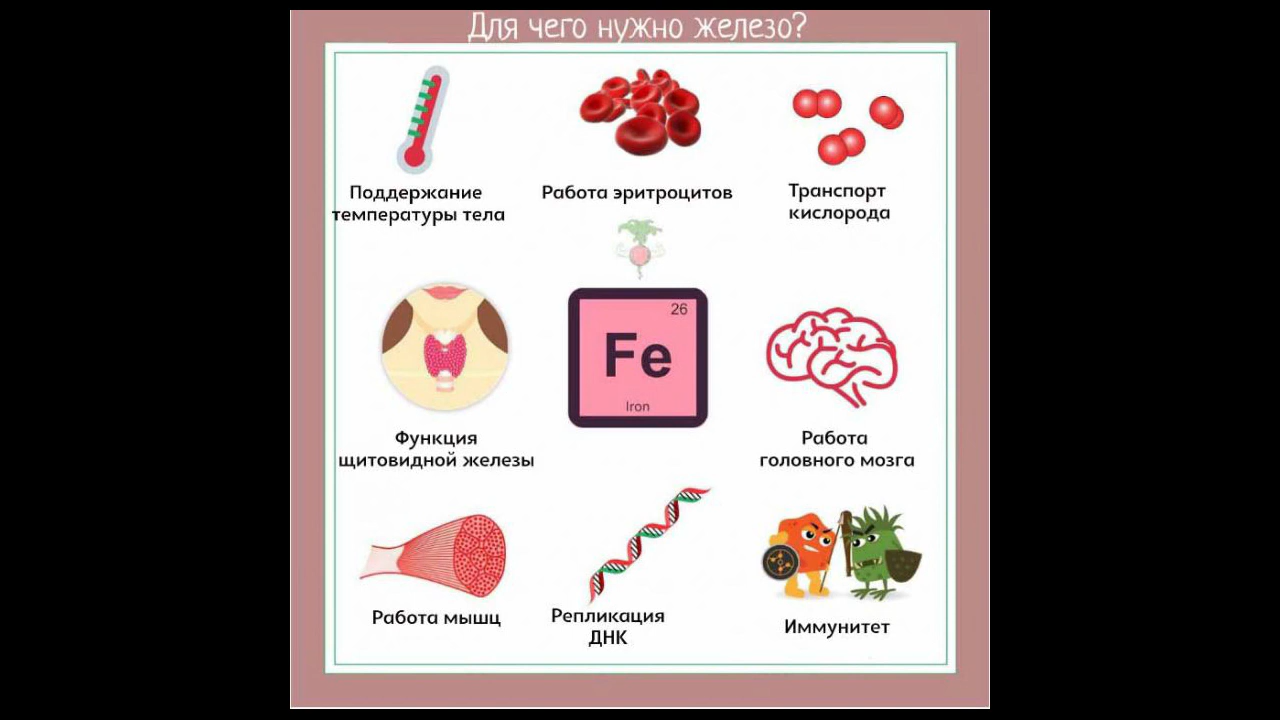 Для чего нужно железо?
Поддержание
температуры тела
Работа эритроцитов
Транспорт
кислорода
26
Fe
Iron
Функция
щитовидной железы
Работа
головного мозга
Работа мышц
Репликация
ДНК
Иммунитет